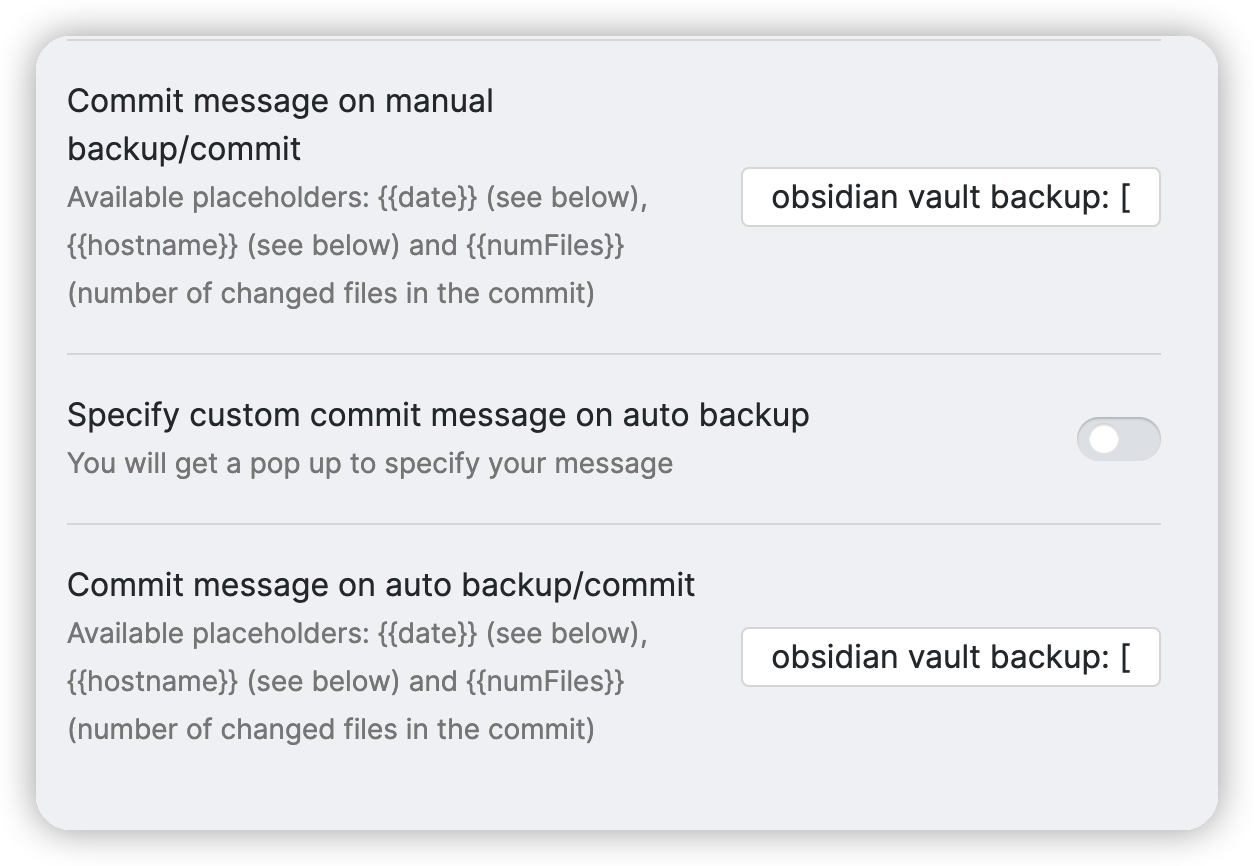 Commit message on manual
backup/commit
Available placeholders: {{date}} (see below),
{{hostname}} (see below) and {{numFiles}}
(number of changed files in the commit)
obsidian vault backup: [
Specify custom commit message on auto backup
You will get a pop up to specify your message
Commit message on auto backup/commit
Available placeholders: {{date}} (see below),
{{hostname}} (see below) and {{numFiles}}
(number of changed files in the commit)
obsidian vault backup: [